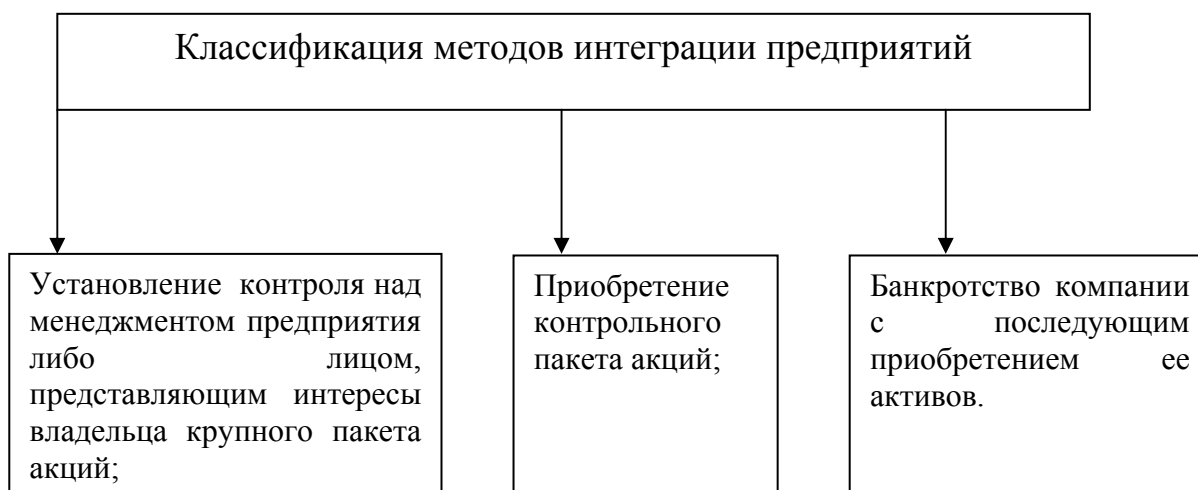 Классификация методов интеграции предприятий
Установление контроля над
менеджментом предприятия
либо лицом,
представляющим интересы
владельца крупного пакета
акций;
Приобретение
контрольного
пакета акций;
Банкротство компании
с последующим
приобретением ее
активов.